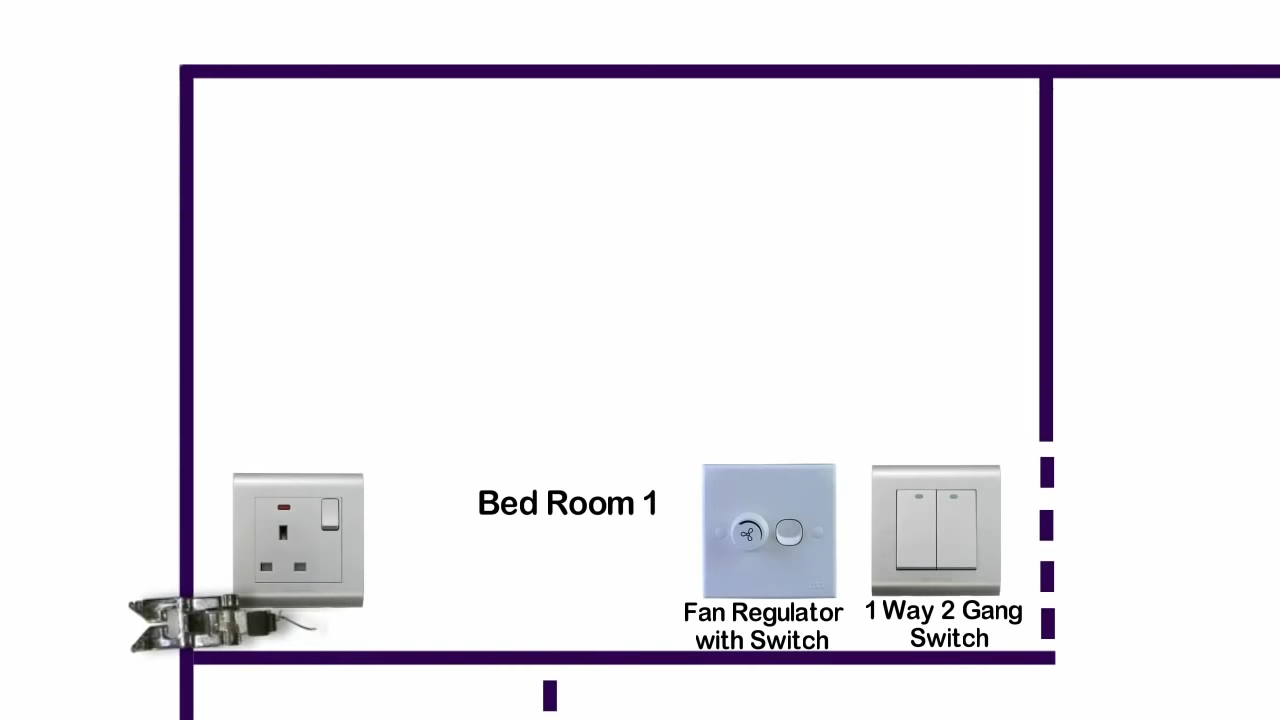 Bed Room 1
Fan Regulator
with Switch
1 Way 2 Gang
Switch